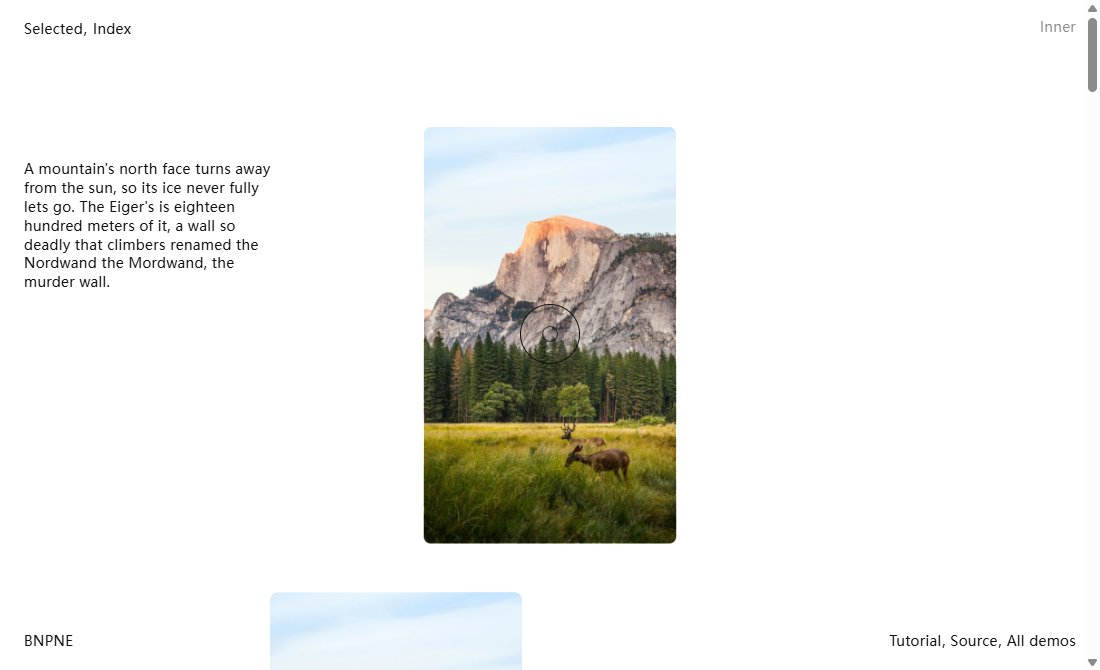 Selected, Index
Inner
A mountain's north face turns away
from the sun, so its ice never fully
lets go. The Eiger's is eighteen
hundred meters of it, a wall so
deadly that climbers renamed the
Nordwand the Mordwand, the
murder wall.
BNPNE
Tutorial, Source, All demos